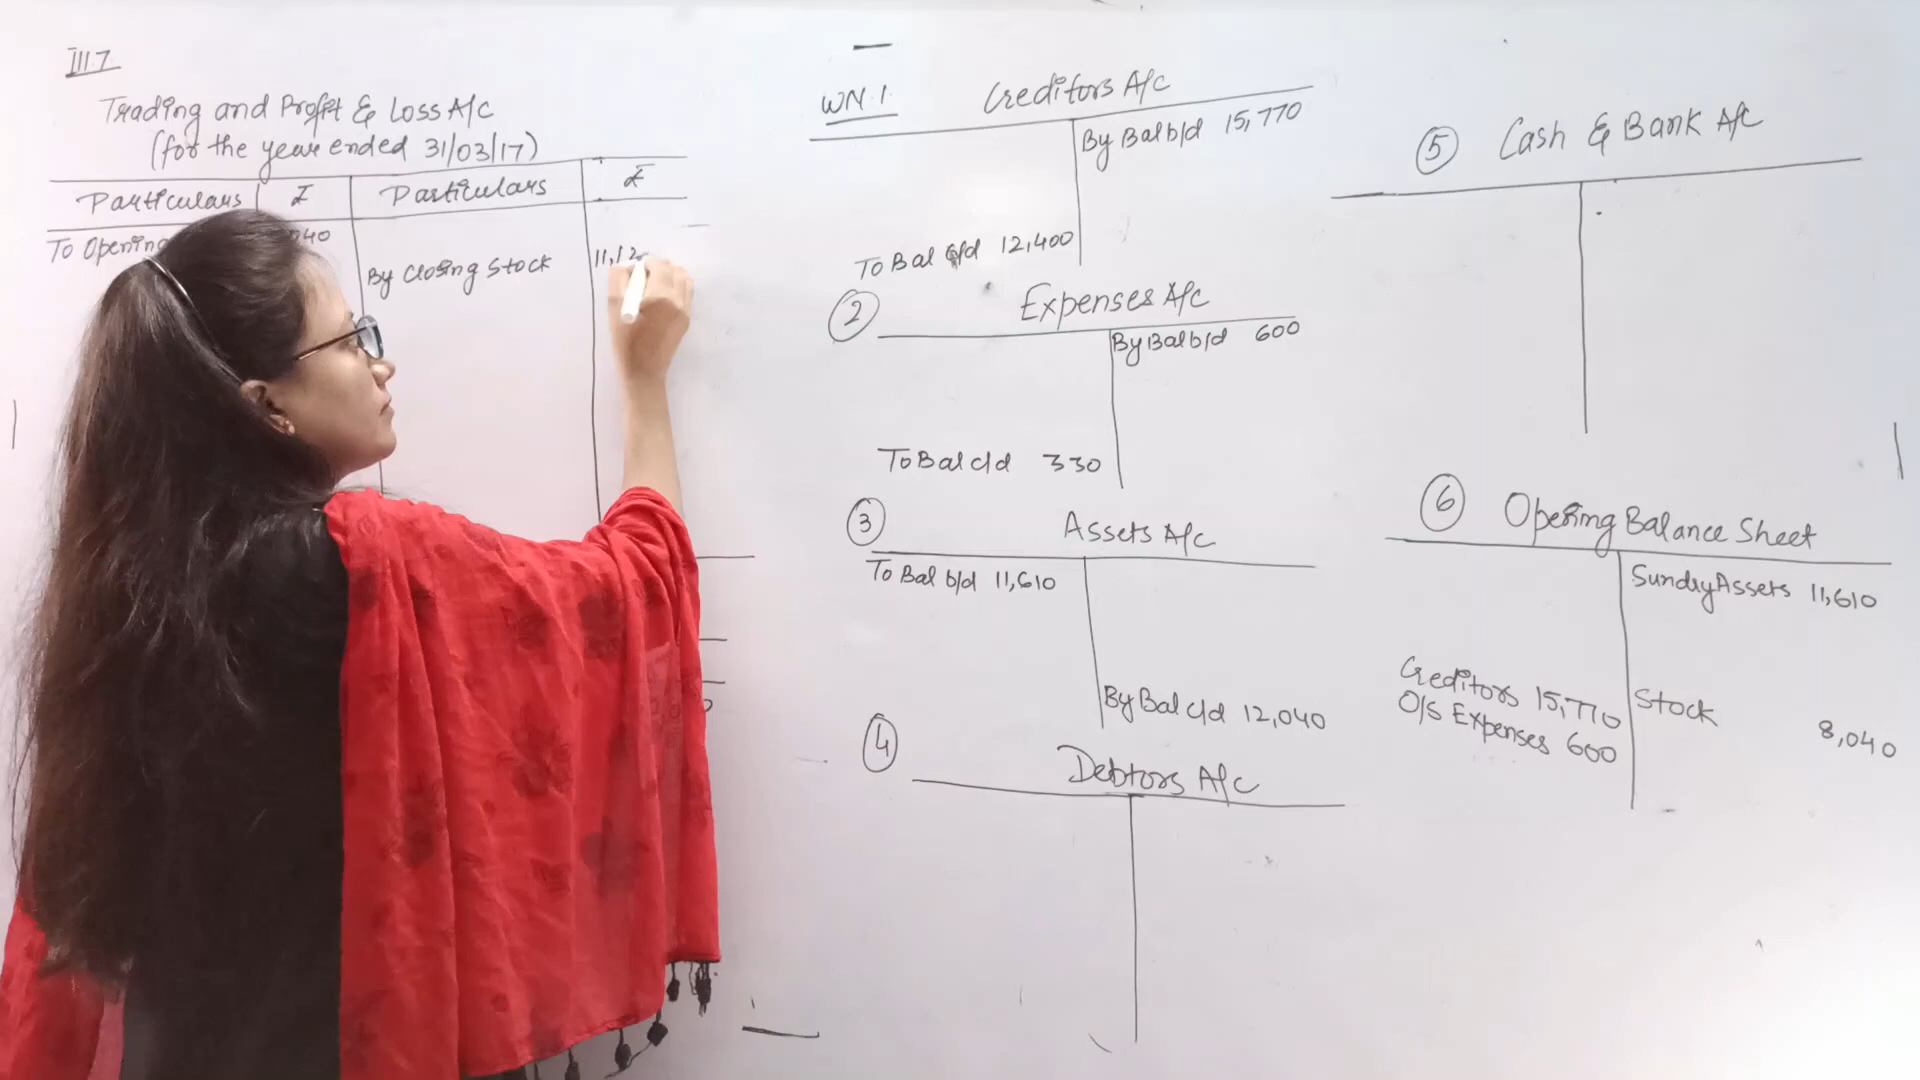 III.7
Trading and Profit & Loss A/c
(for the year ended 31/03/17)
Particulars ₹ Particulars ₹
To Opening 040
By Closing Stock 11,12
WN.1. Creditors A/c
By Bal b/d 15,770
To Bal c/d 12,400
② Expenses A/c
By Bal b/d 600
To Bal c/d 330
③ Assets A/c
To Bal b/d 11,610
By Bal c/d 12,040
④ Debtors A/c
⑤ Cash & Bank A/c
⑥ Opening Balance Sheet
Sundry Assets 11,610
Creditors 15,770 Stock 8,040
O/S Expenses 600